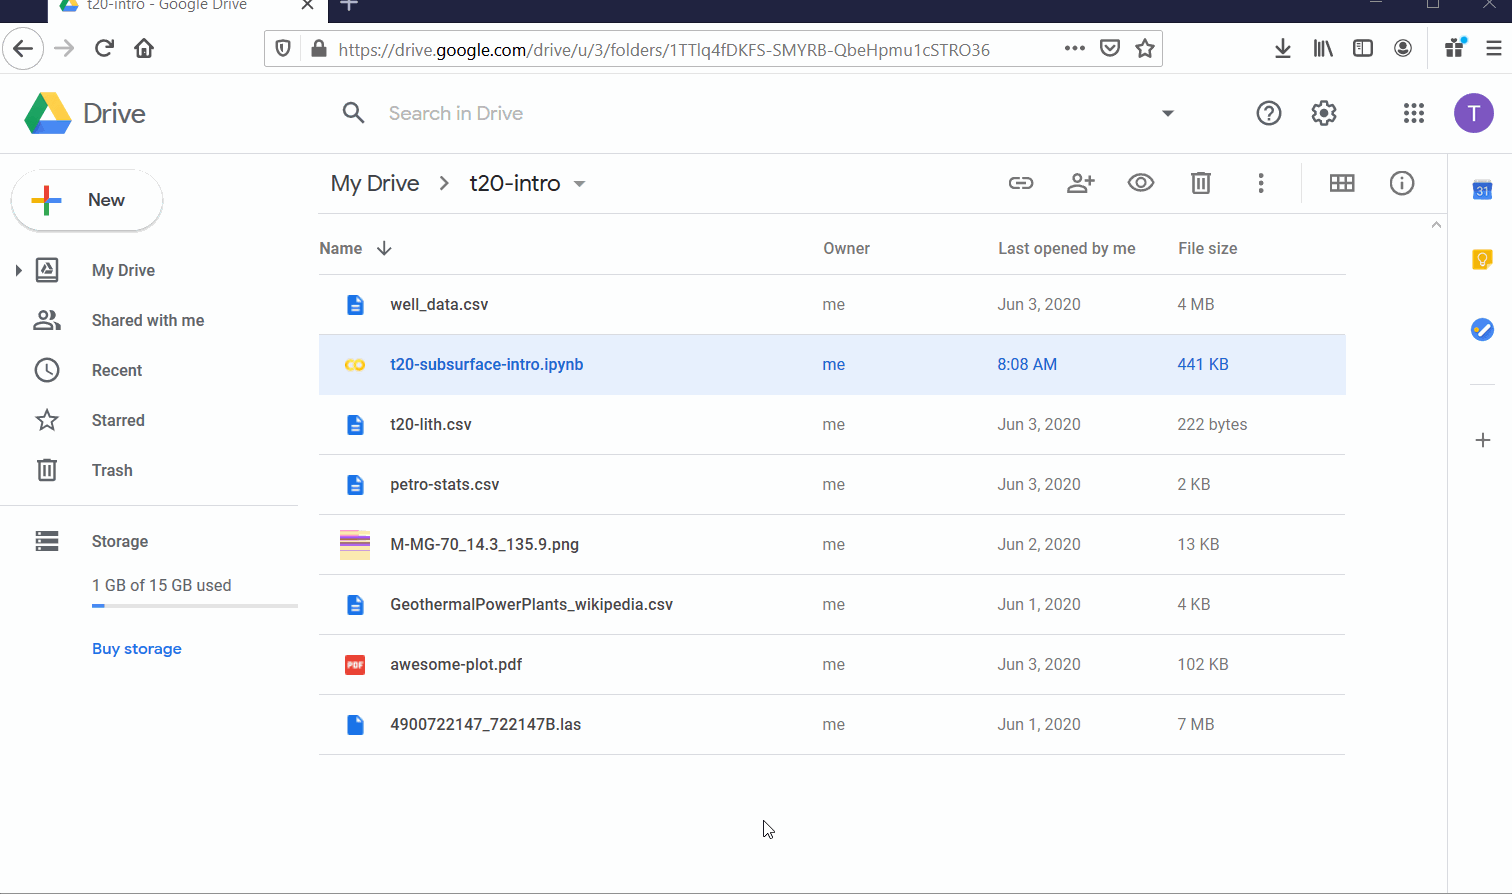 t20-intro - Google Drive
https://drive.google.com/drive/u/3/folders/1TTlq4fDKFS-SMYRB-QbeHpmu1cSTRO36
Drive
Search in Drive
T
New
My Drive
Shared with me
Recent
Starred
Trash
Storage
1 GB of 15 GB used
Buy storage
My Drive > t20-intro
Name Owner Last opened by me File size
well_data.csv me Jun 3, 2020 4 MB
t20-subsurface-intro.ipynb me 8:08 AM 441 KB
t20-lith.csv me Jun 3, 2020 222 bytes
petro-stats.csv me Jun 3, 2020 2 KB
M-MG-70_14.3_135.9.png me Jun 2, 2020 13 KB
GeothermalPowerPlants_wikipedia.csv me Jun 1, 2020 4 KB
PDF awesome-plot.pdf me Jun 3, 2020 102 KB
4900722147_722147B.las me Jun 1, 2020 7 MB
31